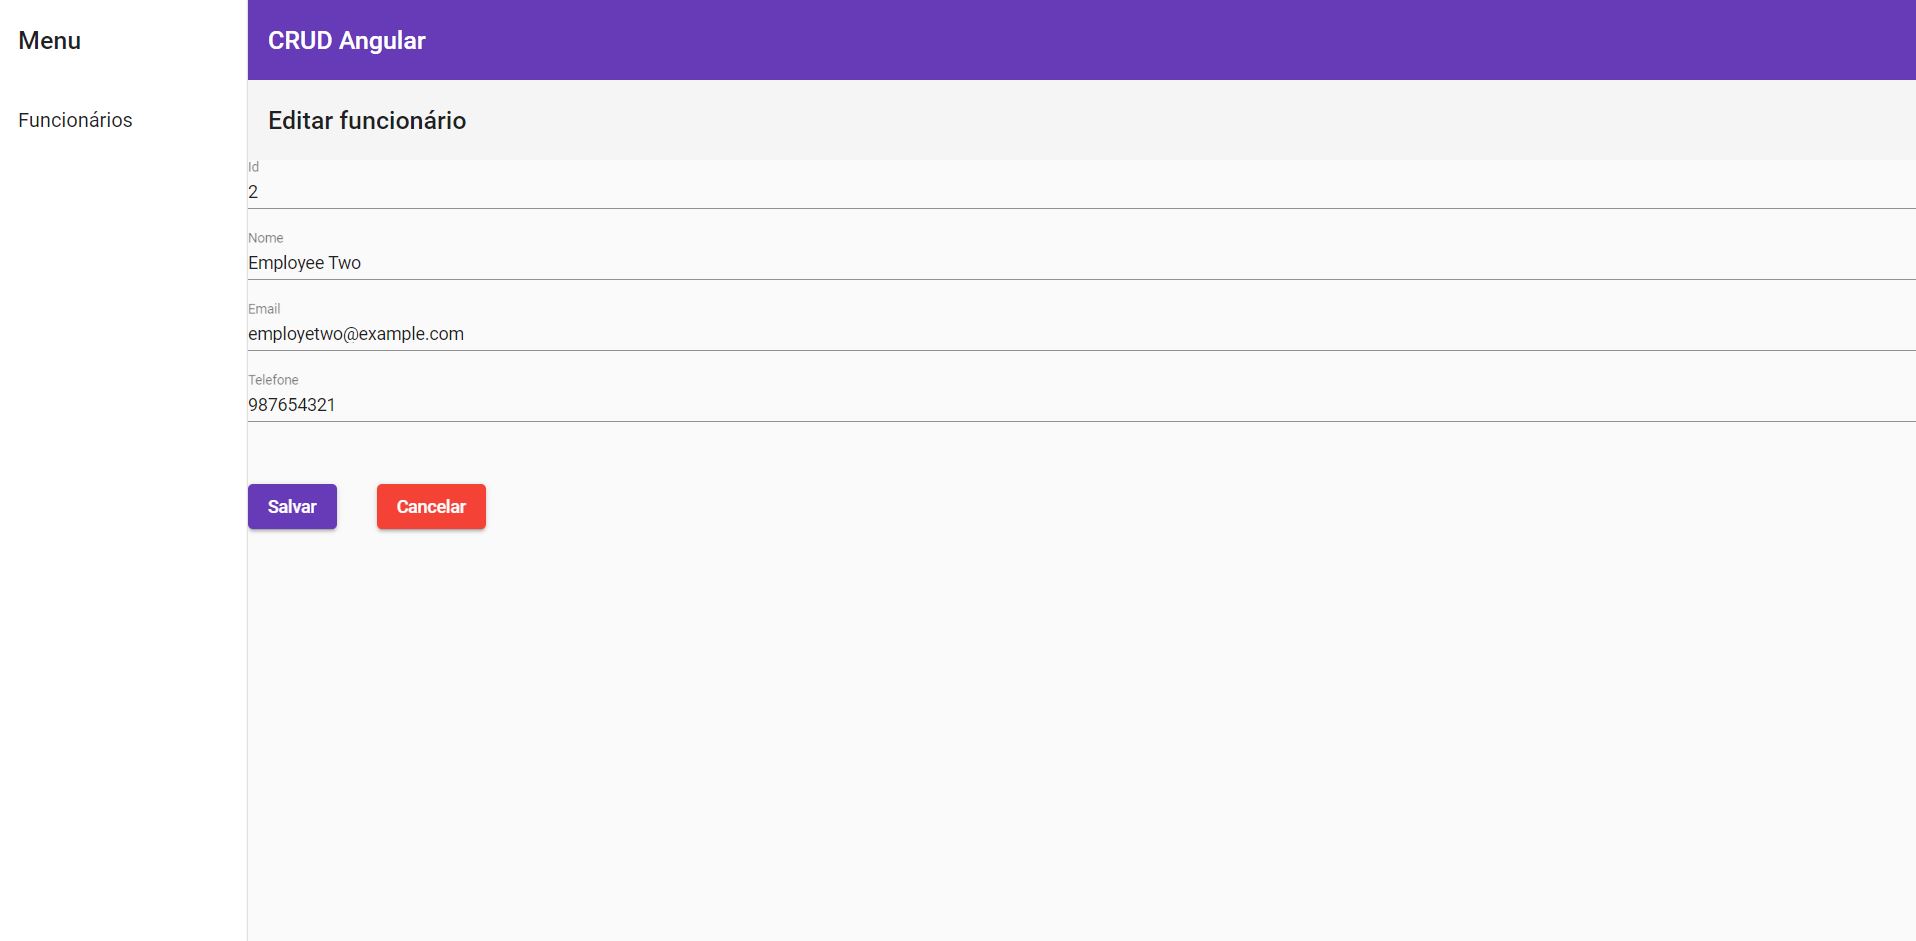 Menu
CRUD Angular
Funcionários
Editar funcionário
Id
2
Nome
Employee Two
Email
employetwo@example.com
Telefone
987654321
Salvar
Cancelar